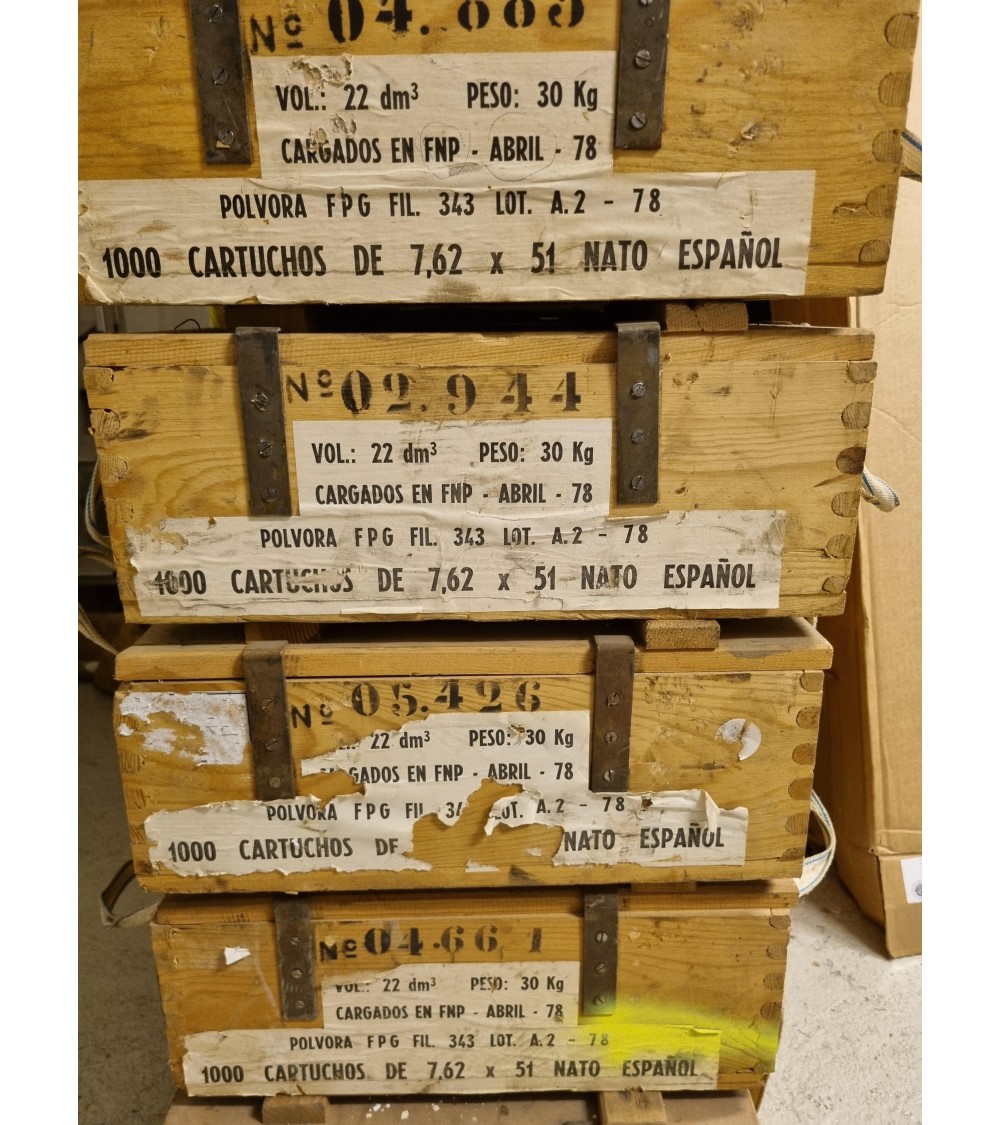 Nº 04.885
VOL.: 22 dm³ PESO: 30 Kg
CARGADOS EN FNP - ABRIL - 78
POLVORA FPG FIL. 343 LOT. A.2 - 78
1000 CARTUCHOS DE 7,62 x 51 NATO ESPAÑOL
Nº 02.944
VOL.: 22 dm³ PESO: 30 Kg
CARGADOS EN FNP - ABRIL - 78
POLVORA FPG FIL. 343 LOT. A.2 - 78
1000 CARTUCHOS DE 7,62 x 51 NATO ESPAÑOL
Nº 05.426
22 dm³ PESO: 30 Kg
GADOS EN FNP - ABRIL - 78
POLVORA FPG FIL 34 OT. A.2 - 78
1000 CARTUCHOS DE NATO ESPAÑOL
Nº 04.661
VOL.: 22 dm³ PESO: 30 Kg
CARGADOS EN FNP - ABRIL - 78
POLVORA FPG FIL. 343 LOT. A.2 - 78
1000 CARTUCHOS DE 7,62 x 51 NATO ESPAÑOL